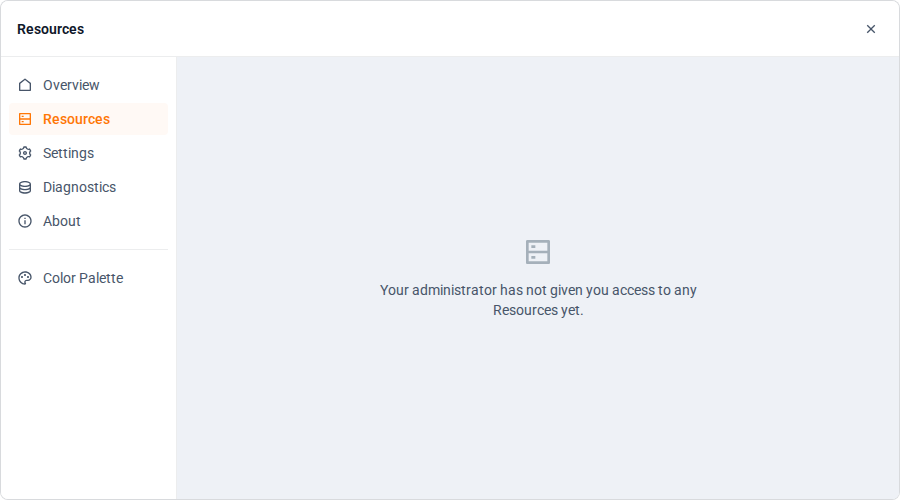 Resources
Overview
Resources
Settings
Diagnostics
About
Color Palette
Your administrator has not given you access to any
Resources yet.